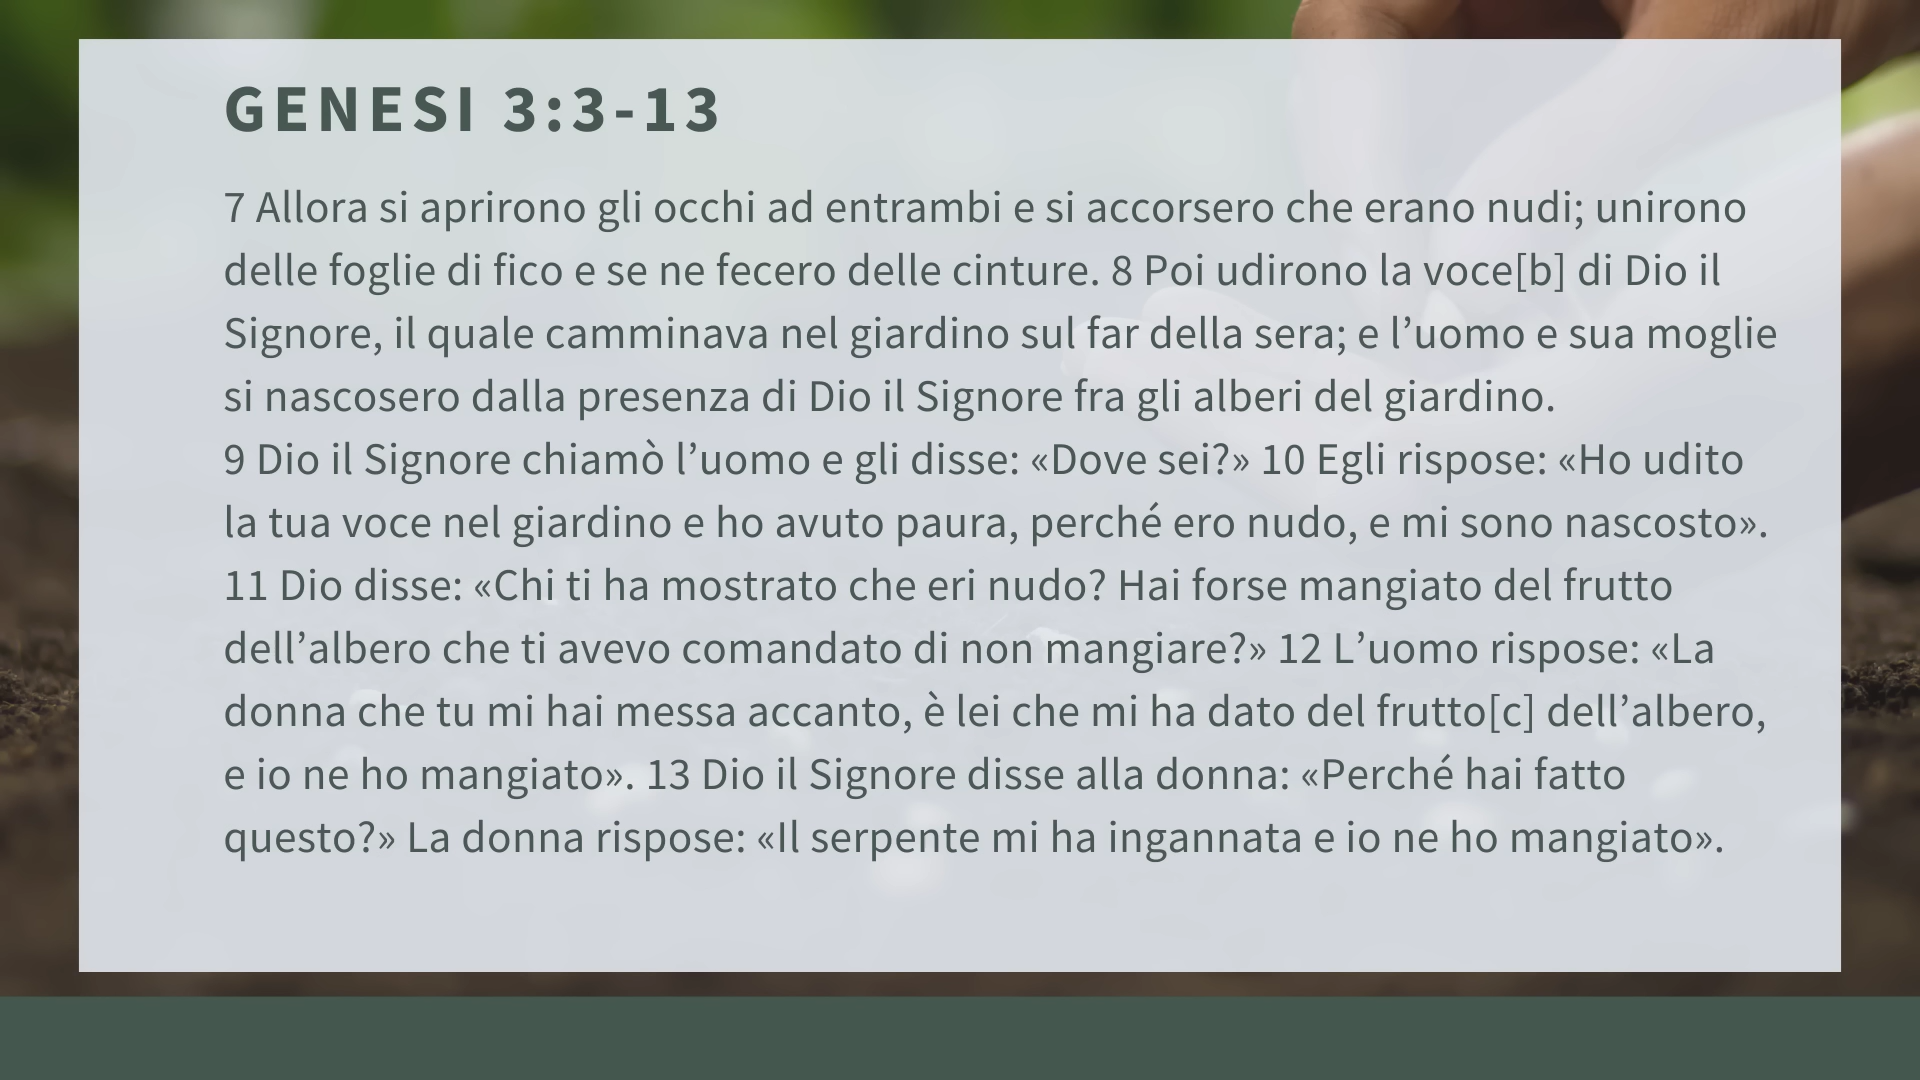 GENESI 3:3-13
7 Allora si aprirono gli occhi ad entrambi e si accorsero che erano nudi; unirono
delle foglie di fico e se ne fecero delle cinture. 8 Poi udirono la voce[b] di Dio il
Signore, il quale camminava nel giardino sul far della sera; e l’uomo e sua moglie
si nascosero dalla presenza di Dio il Signore fra gli alberi del giardino.
9 Dio il Signore chiamò l’uomo e gli disse: «Dove sei?» 10 Egli rispose: «Ho udito
la tua voce nel giardino e ho avuto paura, perché ero nudo, e mi sono nascosto».
11 Dio disse: «Chi ti ha mostrato che eri nudo? Hai forse mangiato del frutto
dell’albero che ti avevo comandato di non mangiare?» 12 L’uomo rispose: «La
donna che tu mi hai messa accanto, è lei che mi ha dato del frutto[c] dell’albero,
e io ne ho mangiato». 13 Dio il Signore disse alla donna: «Perché hai fatto
questo?» La donna rispose: «Il serpente mi ha ingannata e io ne ho mangiato».